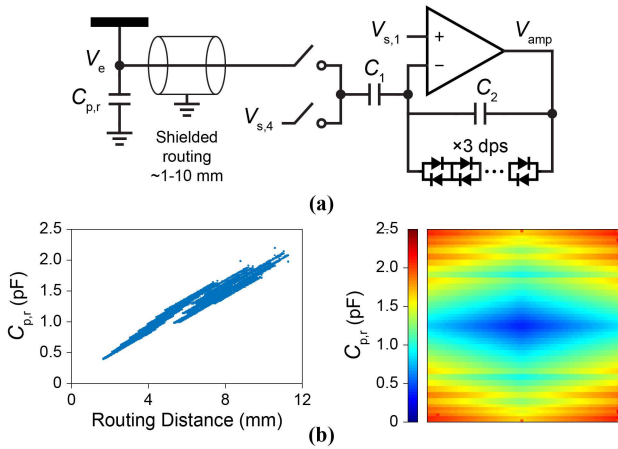 V_s,1
+
V_amp
V_e
−
C_1
C_2
C_p,r
V_s,4
×3 dps
Shielded
routing
~1-10 mm
(a)
C_p,r (pF)
2.5
2.0
1.5
1.0
0.5
0
0
4
8
12
Routing Distance (mm)
C_p,r (pF)
2.5
2.0
1.5
1.0
0.5
0
(b)